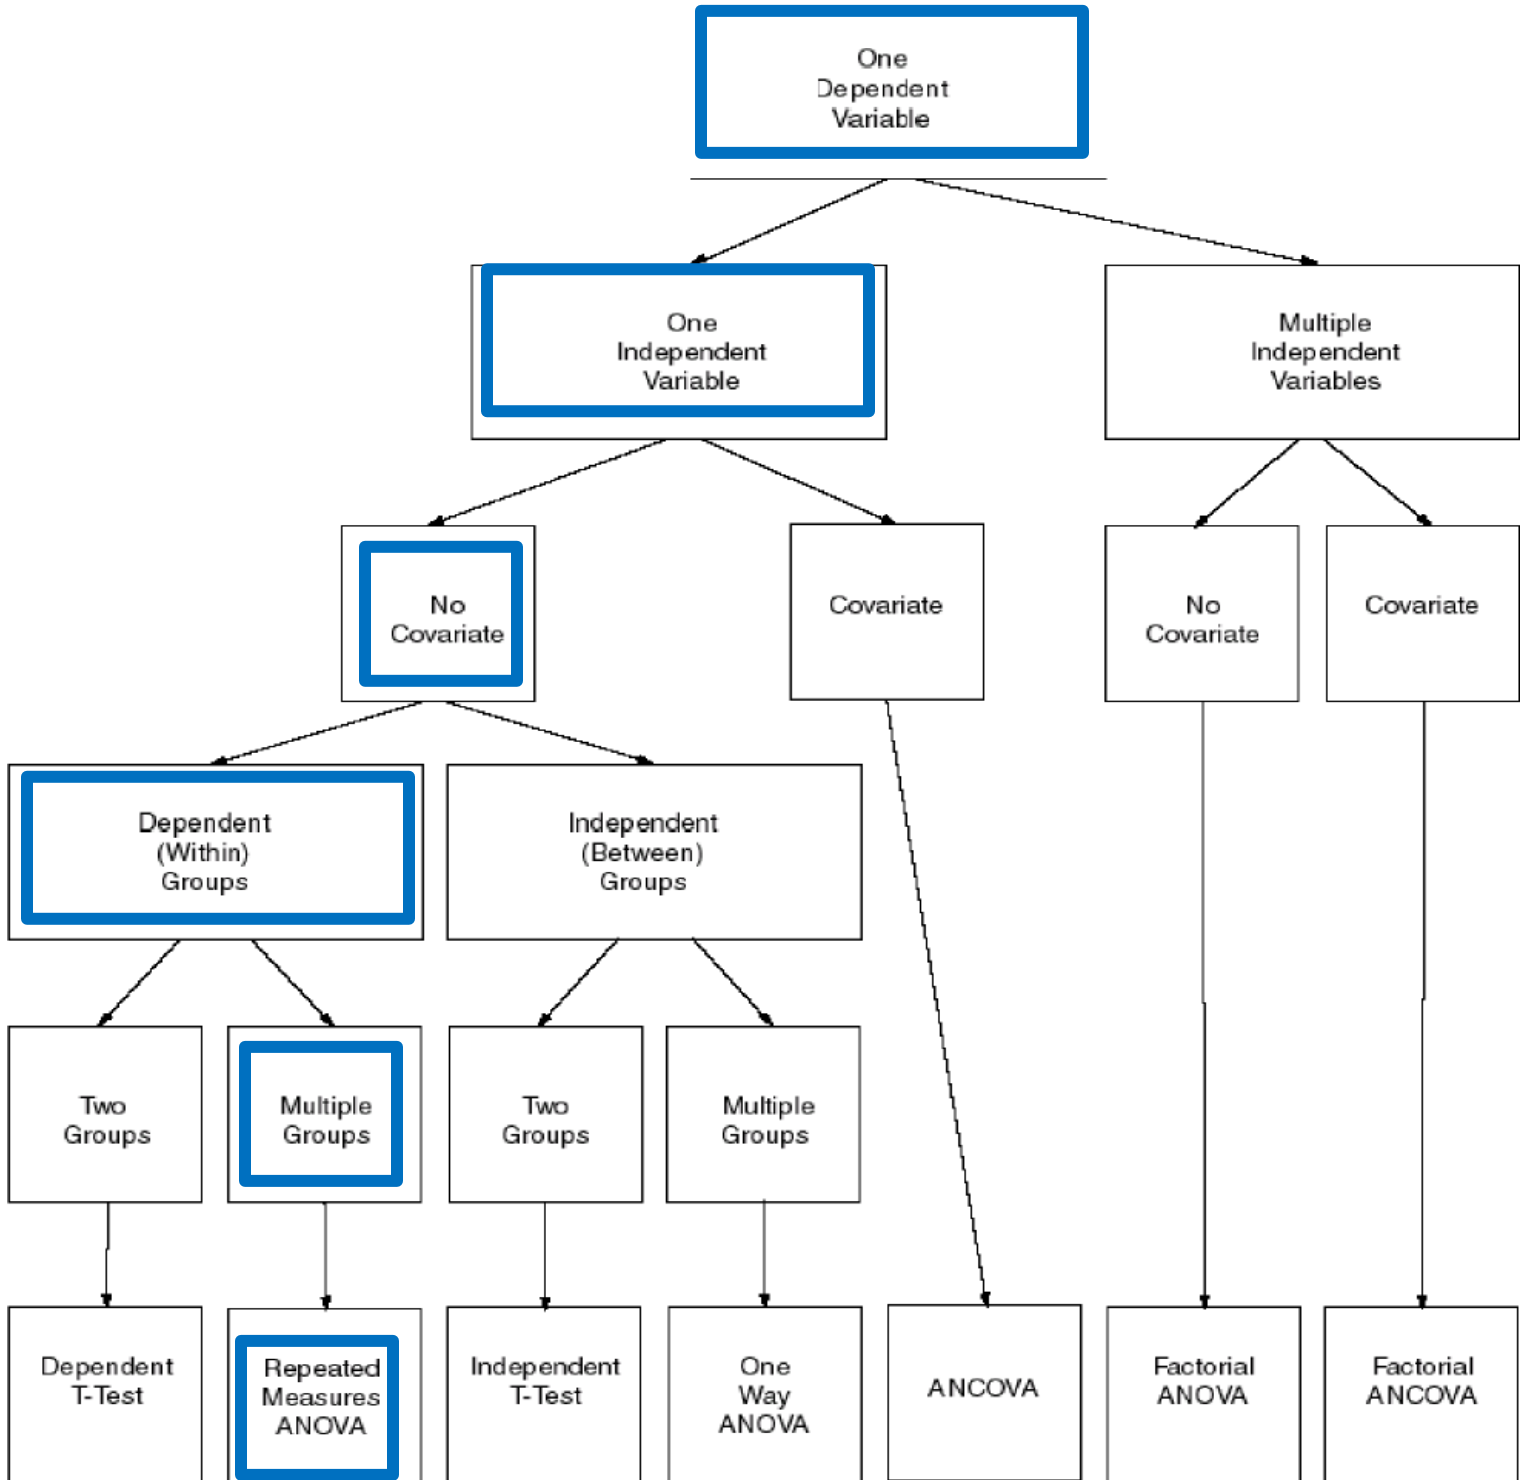 One
Dependent
Variable
One
Independent
Variable
Multiple
Independent
Variables
No
Covariate
Covariate
No
Covariate
Covariate
Dependent
(Within)
Groups
Independent
(Between)
Groups
Two
Groups
Multiple
Groups
Two
Groups
Multiple
Groups
Dependent
T-Test
Repeated
Measures
ANOVA
Independent
T-Test
One
Way
ANOVA
ANCOVA
Factorial
ANOVA
Factorial
ANCOVA